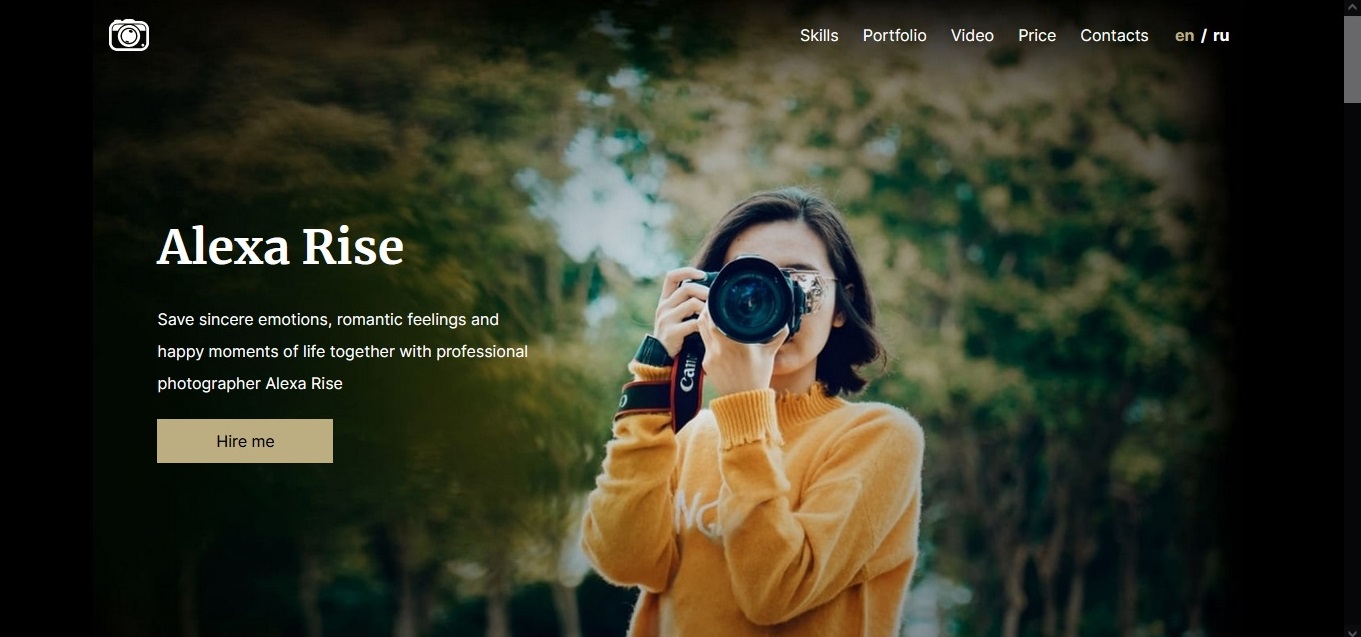 Skills Portfolio Video Price Contacts en / ru
Alexa Rise
Save sincere emotions, romantic feelings and
happy moments of life together with professional
photographer Alexa Rise
Hire me